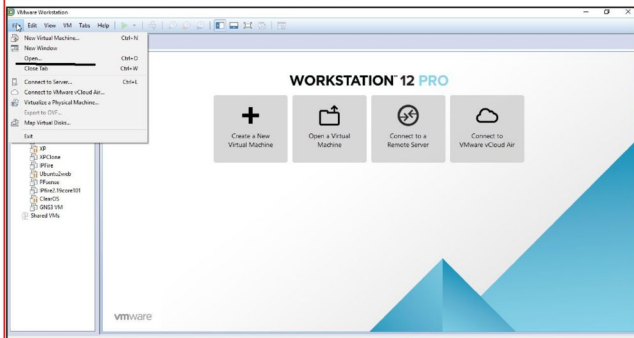 VMware Workstation
File Edit View VM Tabs Help
New Virtual Machine... Ctrl+N
New Window
Open... Ctrl+O
Close Tab Ctrl+W
Connect to Server... Ctrl+L
Connect to VMware vCloud Air...
Virtualize a Physical Machine...
Export to OVF...
Map Virtual Disks...
Exit
XP
XPClone
IPFire
Ubuntu2web
PFsense
IPfire2.19core101
ClearOS
GNS3 VM
Shared VMs
WORKSTATION™ 12 PRO
Create a New
Virtual Machine
Open a Virtual
Machine
Connect to a
Remote Server
Connect to
VMware vCloud Air
vmware